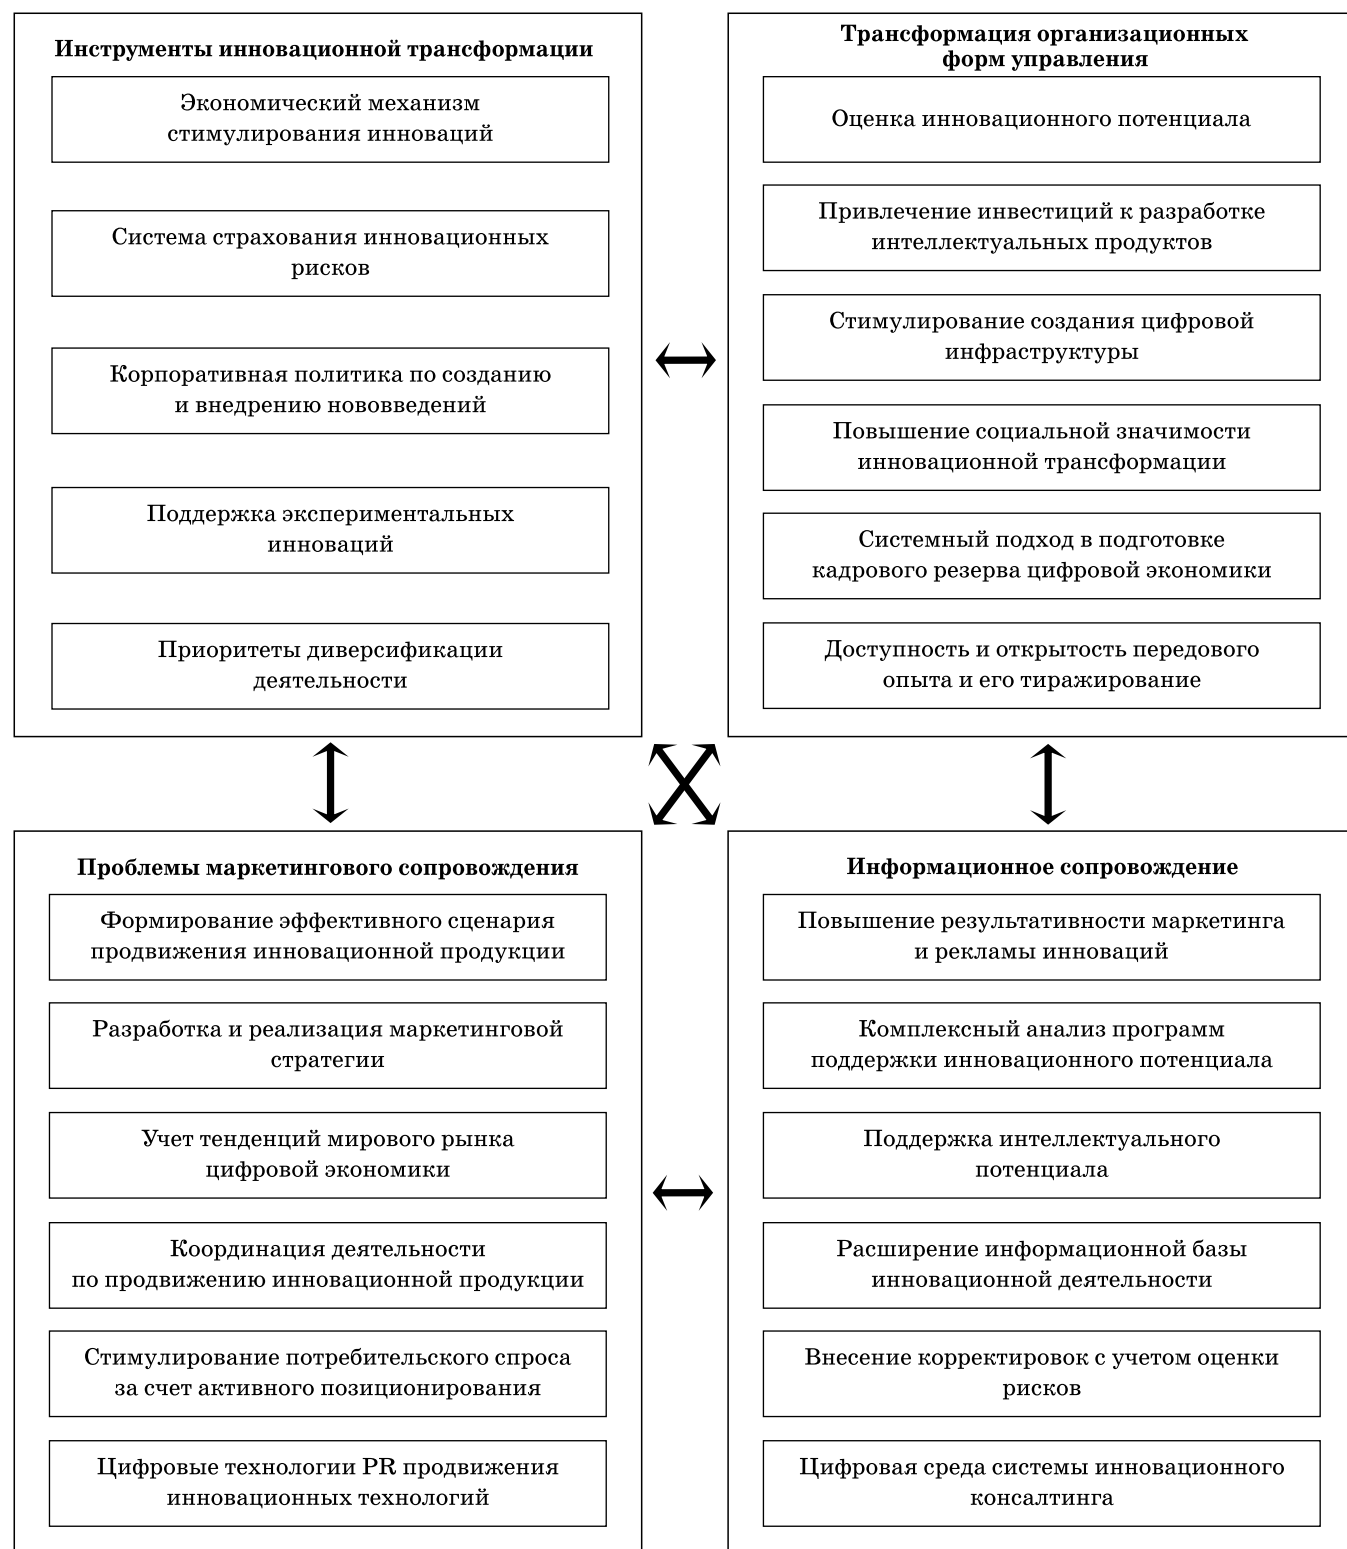 Инструменты инновационной трансформации
Экономический механизм
стимулирования инноваций
Система страхования инновационных
рисков
Корпоративная политика по созданию
и внедрению нововведений
Поддержка экспериментальных
инноваций
Приоритеты диверсификации
деятельности
Трансформация организационных
форм управления
Оценка инновационного потенциала
Привлечение инвестиций к разработке
интеллектуальных продуктов
Стимулирование создания цифровой
инфраструктуры
Повышение социальной значимости
инновационной трансформации
Системный подход в подготовке
кадрового резерва цифровой экономики
Доступность и открытость передового
опыта и его тиражирование
Проблемы маркетингового сопровождения
Формирование эффективного сценария
продвижения инновационной продукции
Разработка и реализация маркетинговой
стратегии
Учет тенденций мирового рынка
цифровой экономики
Координация деятельности
по продвижению инновационной продукции
Стимулирование потребительского спроса
за счет активного позиционирования
Цифровые технологии PR продвижения
инновационных технологий
Информационное сопровождение
Повышение результативности маркетинга
и рекламы инноваций
Комплексный анализ программ
поддержки инновационного потенциала
Поддержка интеллектуального
потенциала
Расширение информационной базы
инновационной деятельности
Внесение корректировок с учетом оценки
рисков
Цифровая среда системы инновационного
консалтинга